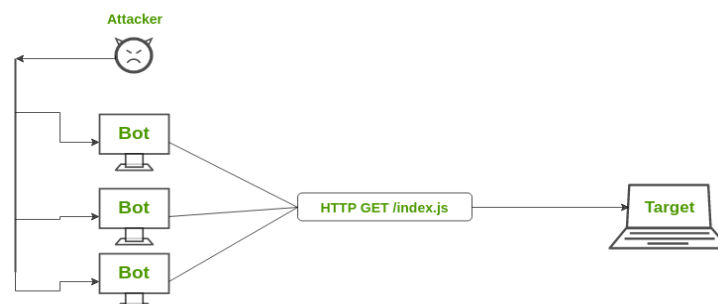 Attacker
Bot
Bot
HTTP GET /index.js
Target
Bot